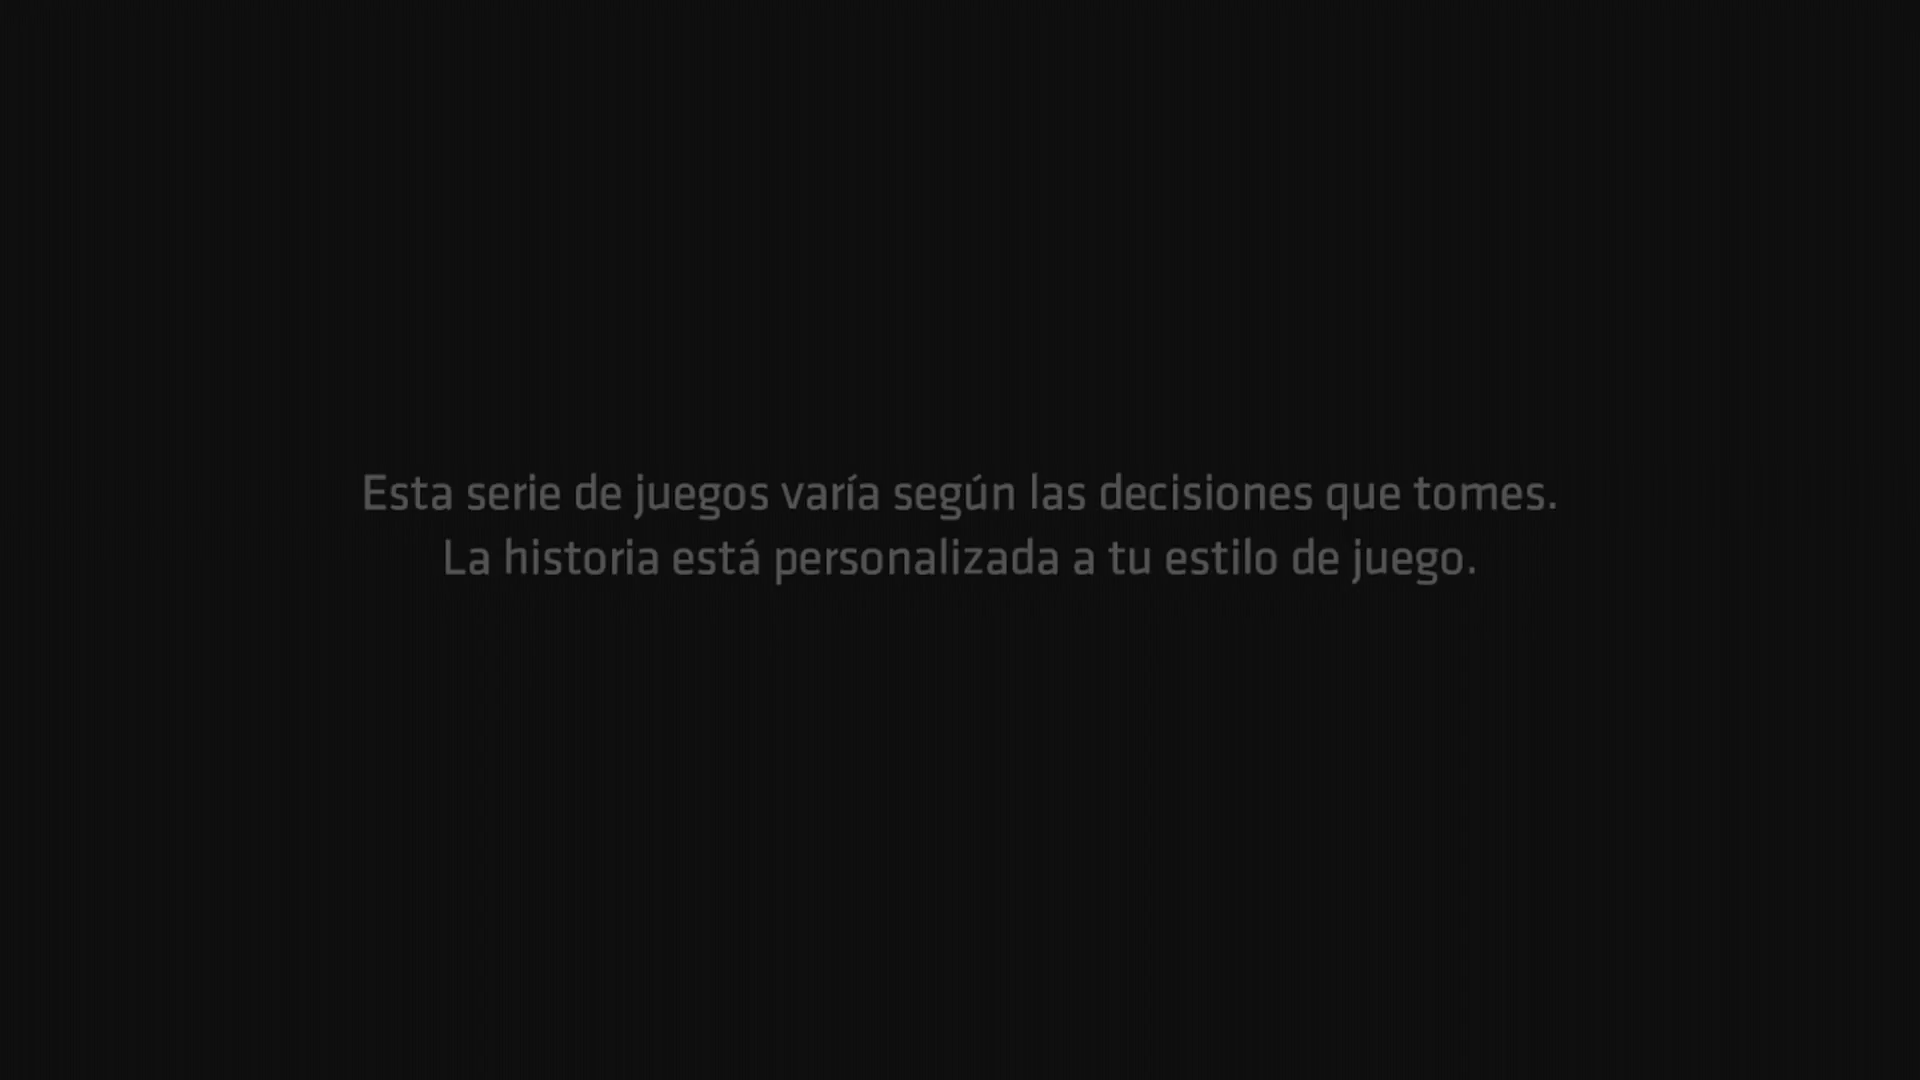 Esta serie de juegos varía según las decisiones que tomes.
La historia está personalizada a tu estilo de juego.